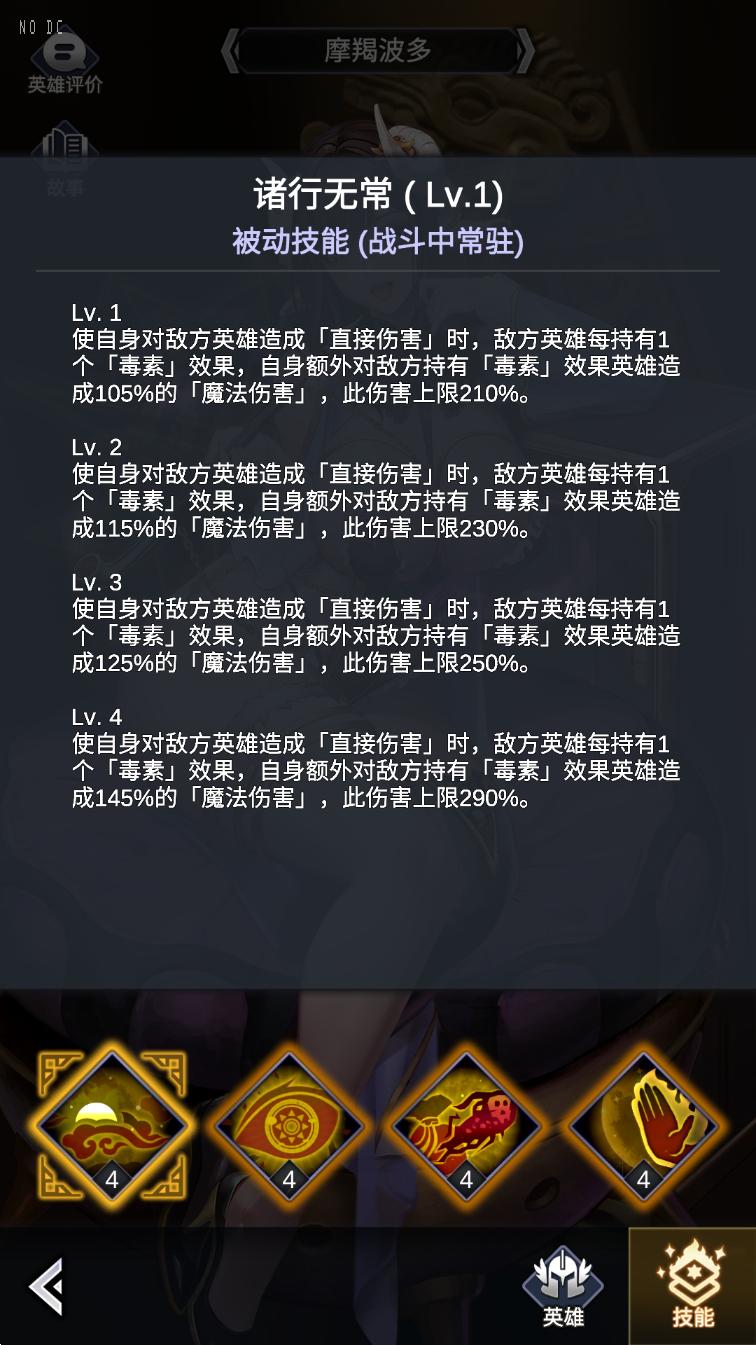 NO DC
摩羯波多
英雄评价
故事
诸行无常 ( Lv.1)
被动技能 (战斗中常驻)
Lv. 1
使自身对敌方英雄造成「直接伤害」时，敌方英雄每持有1
个「毒素」效果，自身额外对敌方持有「毒素」效果英雄造
成105%的「魔法伤害」，此伤害上限210%。
Lv. 2
使自身对敌方英雄造成「直接伤害」时，敌方英雄每持有1
个「毒素」效果，自身额外对敌方持有「毒素」效果英雄造
成115%的「魔法伤害」，此伤害上限230%。
Lv. 3
使自身对敌方英雄造成「直接伤害」时，敌方英雄每持有1
个「毒素」效果，自身额外对敌方持有「毒素」效果英雄造
成125%的「魔法伤害」，此伤害上限250%。
Lv. 4
使自身对敌方英雄造成「直接伤害」时，敌方英雄每持有1
个「毒素」效果，自身额外对敌方持有「毒素」效果英雄造
成145%的「魔法伤害」，此伤害上限290%。
4
4
4
4
英雄
技能